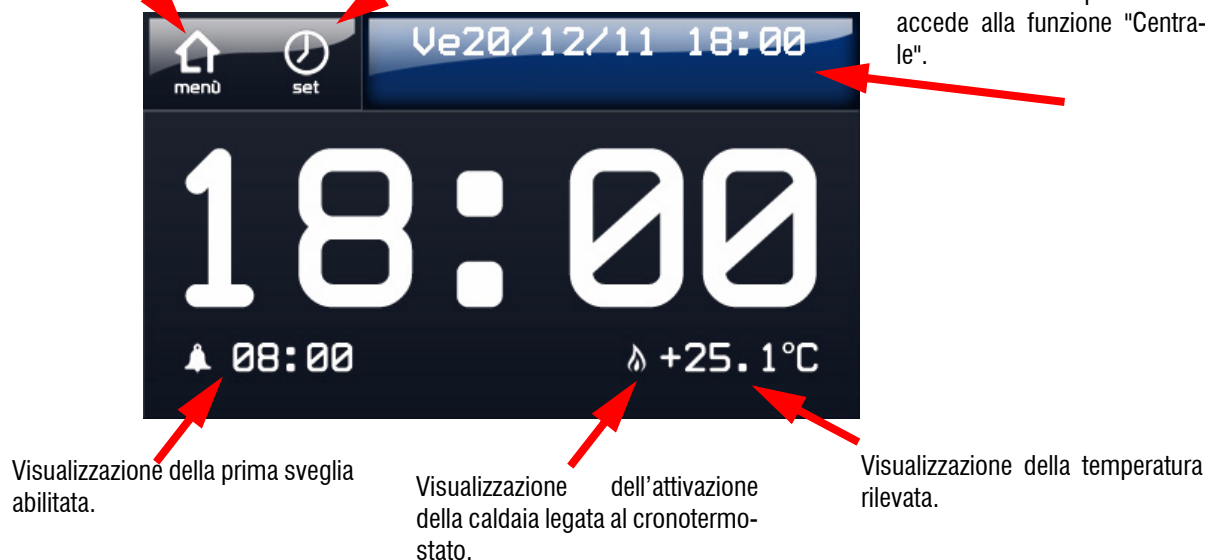 accede alla funzione "Centra-
le".
menù
set
Ve20/12/11 18:00
18:00
08:00
+25.1°C
Visualizzazione della prima sveglia
abilitata.
Visualizzazione dell'attivazione
della caldaia legata al cronotermo-
stato.
Visualizzazione della temperatura
rilevata.